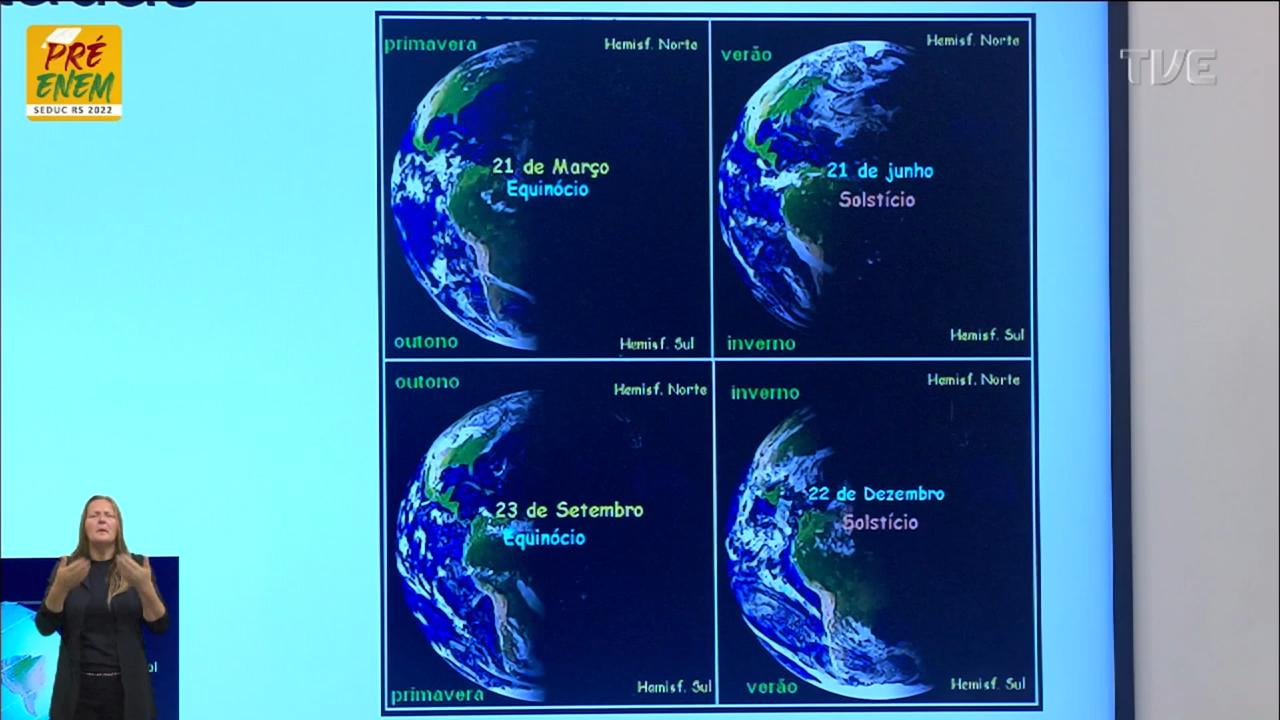 PRÉ
ENEM
SEDUC RS 2022
TVE
primavera
Hemisf. Norte
21 de Março
Equinócio
outono
Hemisf. Sul
verão
Hemisf. Norte
21 de junho
Solstício
inverno
Hemisf. Sul
outono
Hemisf. Norte
23 de Setembro
Equinócio
primavera
Hemisf. Sul
inverno
Hemisf. Norte
22 de Dezembro
Solstício
verão
Hemisf. Sul
ol